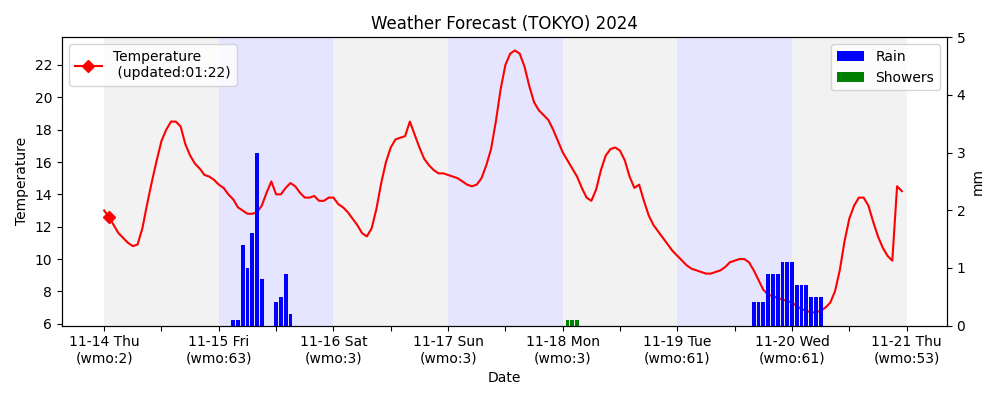 Weather Forecast (TOKYO) 2024
Temperature
(updated:01:22)
Rain
Showers
Temperature
22
20
18
16
14
12
10
8
6
5
4
3
2
1
0
mm
11-14 Thu
(wmo:2)
11-15 Fri
(wmo:63)
11-16 Sat
(wmo:3)
11-17 Sun
(wmo:3)
11-18 Mon
(wmo:3)
11-19 Tue
(wmo:61)
11-20 Wed
(wmo:61)
11-21 Thu
(wmo:53)
Date